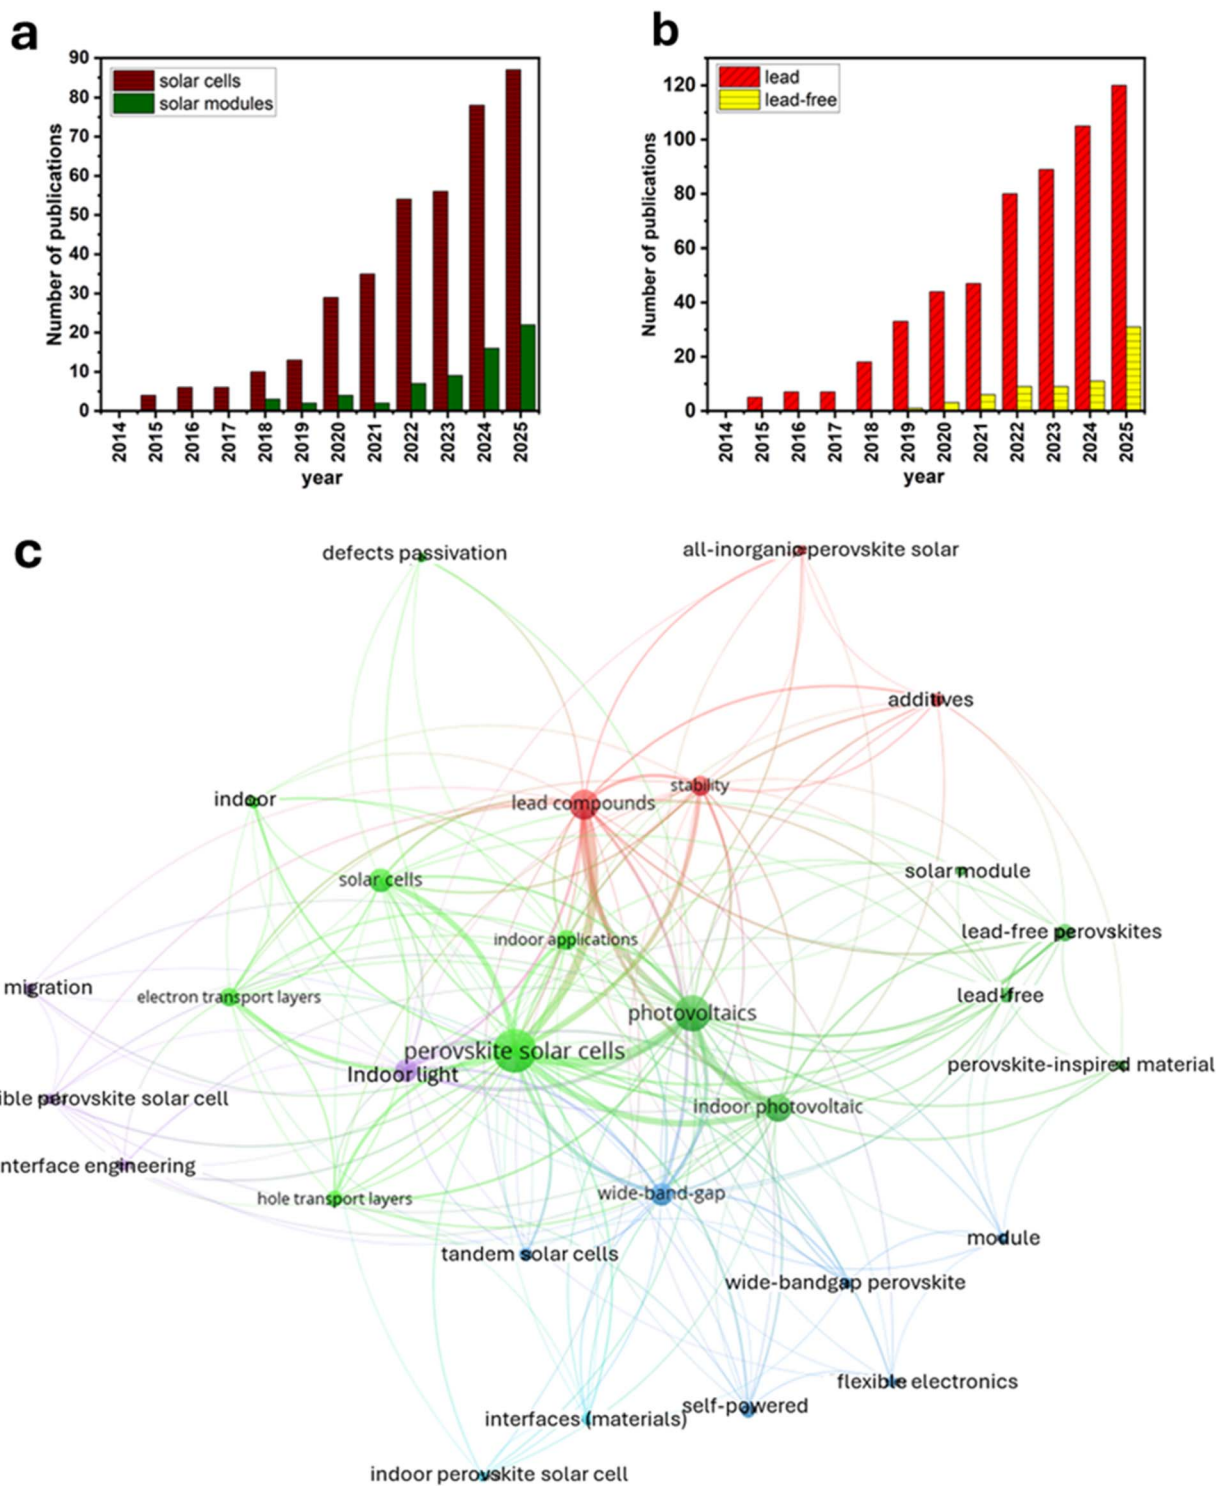 a
90
80
70
60
50
40
30
20
10
0
Number of publications
solar cells
solar modules
2014
2015
2016
2017
2018
2019
2020
2021
2022
2023
2024
2025
year
b
120
100
80
60
40
20
0
Number of publications
lead
lead-free
2014
2015
2016
2017
2018
2019
2020
2021
2022
2023
2024
2025
year
c
defects passivation
all-inorganic perovskite solar
additives
stability
indoor
lead compounds
solar module
solar cells
lead-free perovskites
indoor applications
migration
electron transport layers
lead-free
photovoltaics
perovskite solar cells
perovskite-inspired material
Indoor light
ible perovskite solar cell
indoor photovoltaic
nterface engineering
hole transport layers
wide-band-gap
module
tandem solar cells
wide-bandgap perovskite
flexible electronics
self-powered
interfaces (materials)
indoor perovskite solar cell